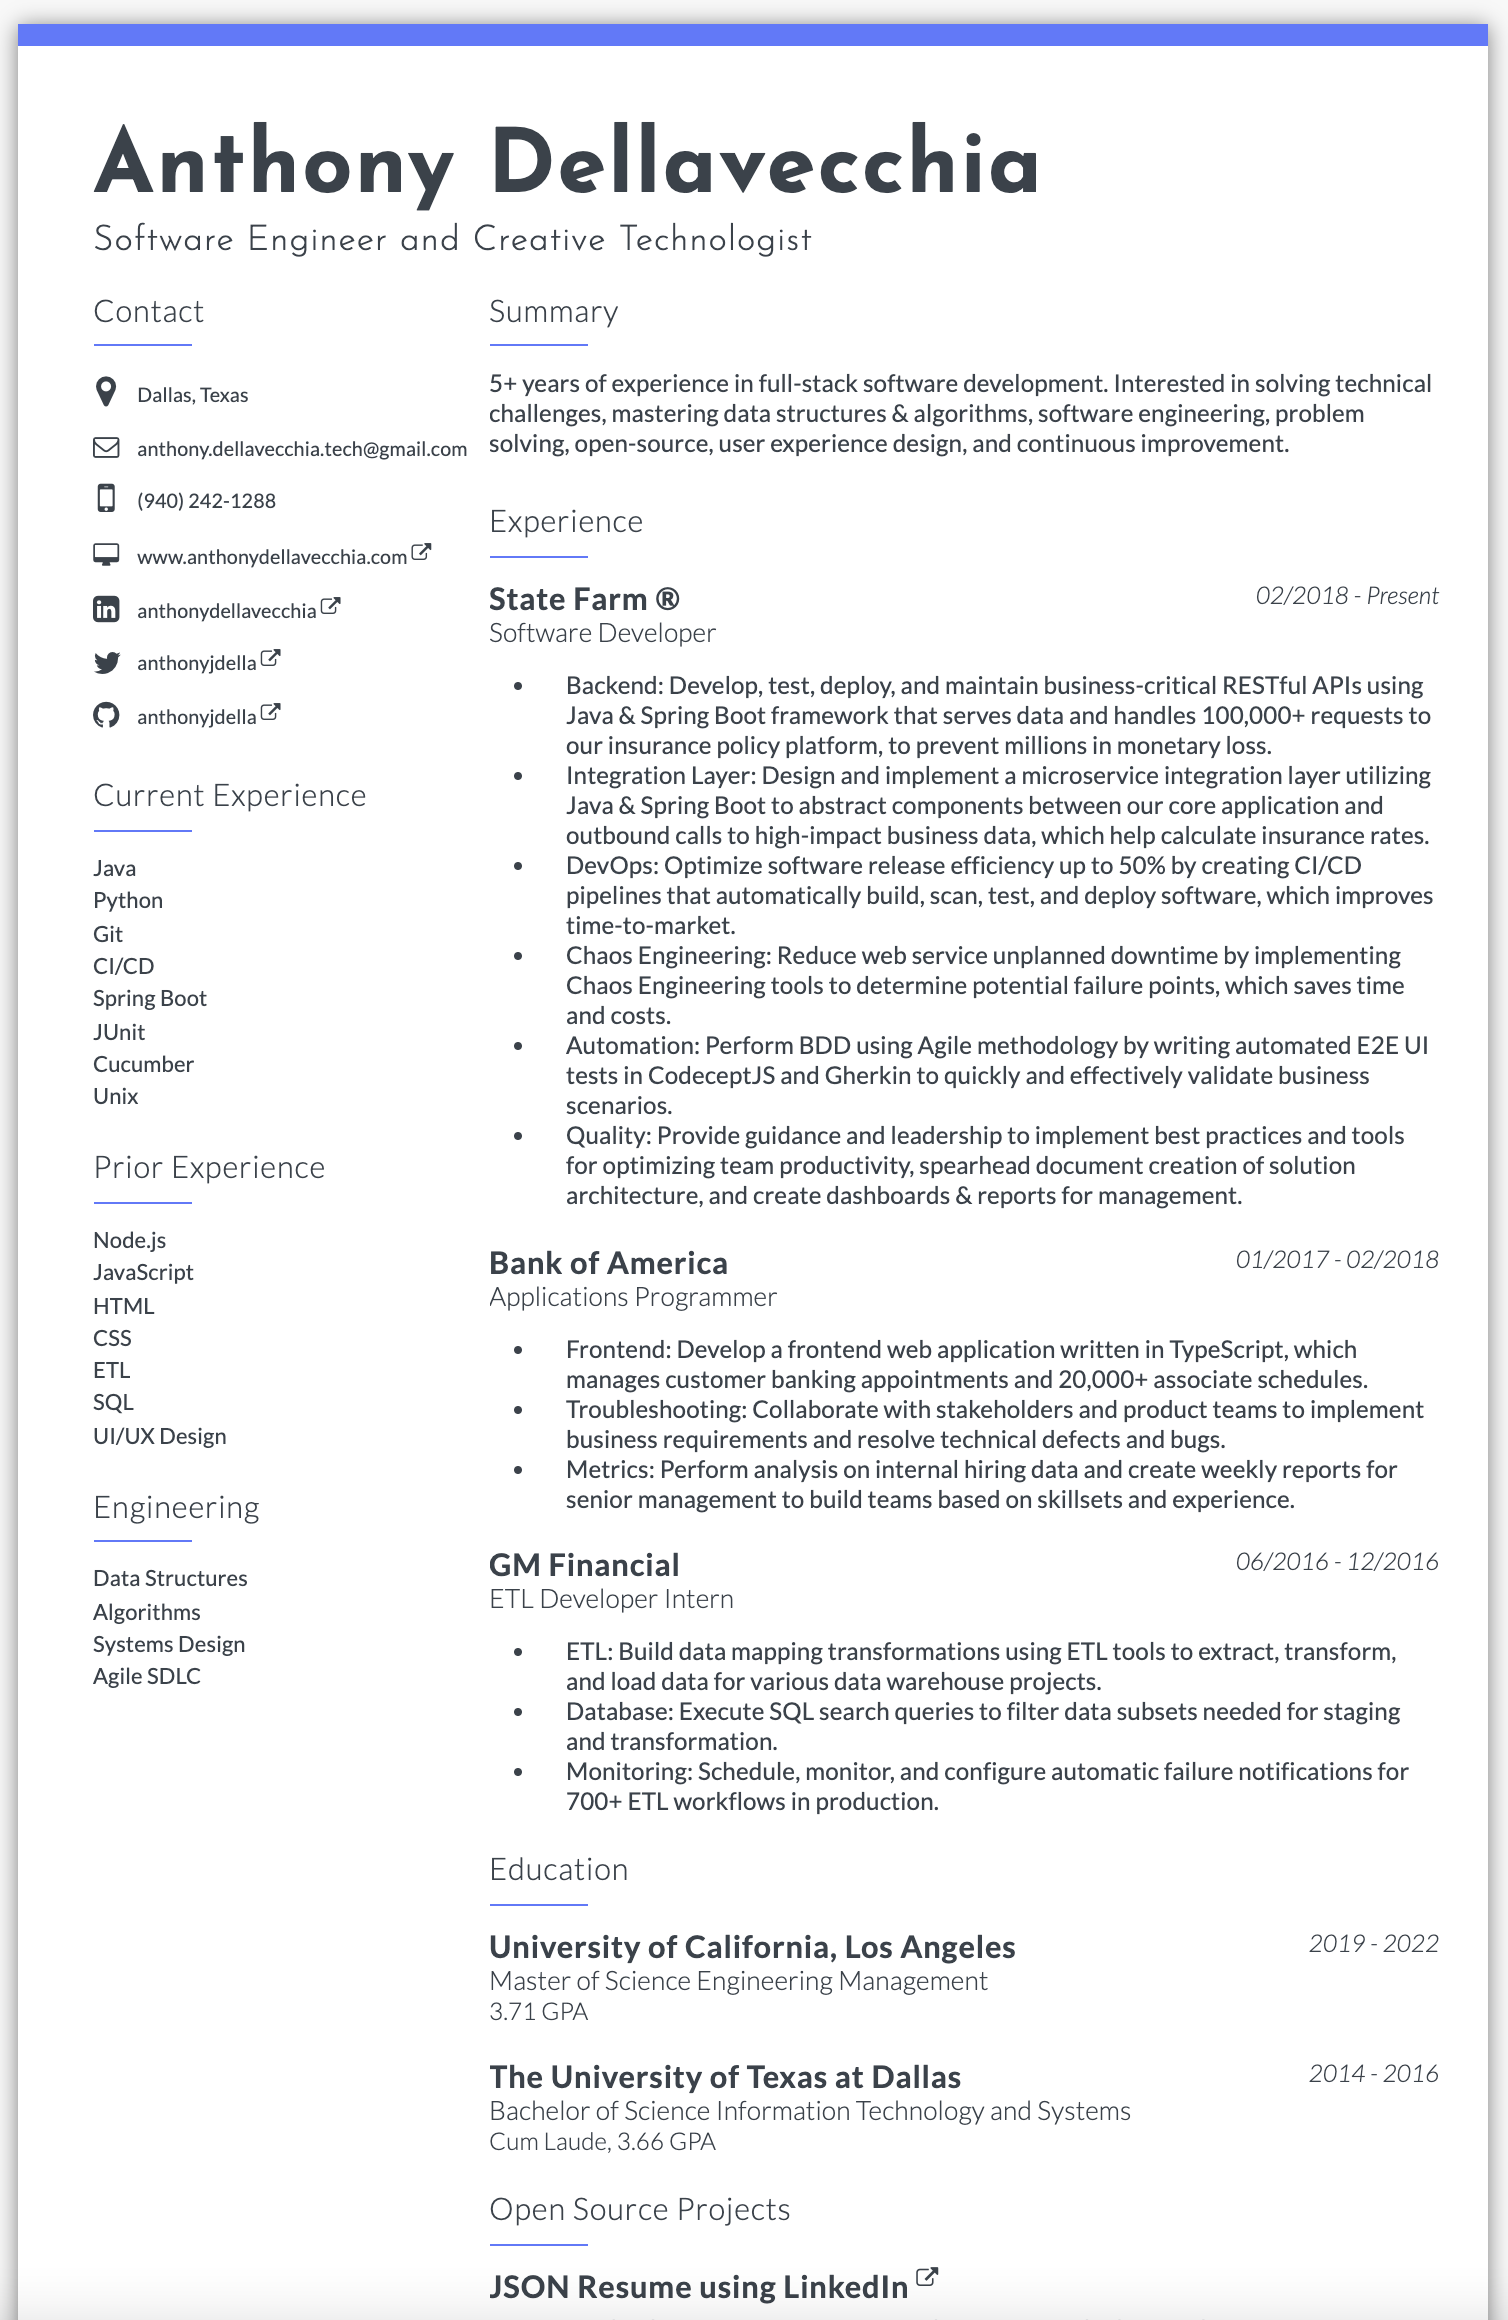 Anthony Dellavecchia
Software Engineer and Creative Technologist
Contact
Dallas, Texas
anthony.dellavecchia.tech@gmail.com
(940) 242-1288
www.anthonydellavecchia.com
anthonydellavecchia
anthonyjdella
anthonyjdella
Current Experience
Java
Python
Git
CI/CD
Spring Boot
JUnit
Cucumber
Unix
Prior Experience
Node.js
JavaScript
HTML
CSS
ETL
SQL
UI/UX Design
Engineering
Data Structures
Algorithms
Systems Design
Agile SDLC
Summary
5+ years of experience in full-stack software development. Interested in solving technical
challenges, mastering data structures & algorithms, software engineering, problem
solving, open-source, user experience design, and continuous improvement.
Experience
State Farm ® 02/2018 - Present
Software Developer
• Backend: Develop, test, deploy, and maintain business-critical RESTful APIs using
Java & Spring Boot framework that serves data and handles 100,000+ requests to
our insurance policy platform, to prevent millions in monetary loss.
• Integration Layer: Design and implement a microservice integration layer utilizing
Java & Spring Boot to abstract components between our core application and
outbound calls to high-impact business data, which help calculate insurance rates.
• DevOps: Optimize software release efficiency up to 50% by creating CI/CD
pipelines that automatically build, scan, test, and deploy software, which improves
time-to-market.
• Chaos Engineering: Reduce web service unplanned downtime by implementing
Chaos Engineering tools to determine potential failure points, which saves time
and costs.
• Automation: Perform BDD using Agile methodology by writing automated E2E UI
tests in CodeceptJS and Gherkin to quickly and effectively validate business
scenarios.
• Quality: Provide guidance and leadership to implement best practices and tools
for optimizing team productivity, spearhead document creation of solution
architecture, and create dashboards & reports for management.
Bank of America 01/2017 - 02/2018
Applications Programmer
• Frontend: Develop a frontend web application written in TypeScript, which
manages customer banking appointments and 20,000+ associate schedules.
• Troubleshooting: Collaborate with stakeholders and product teams to implement
business requirements and resolve technical defects and bugs.
• Metrics: Perform analysis on internal hiring data and create weekly reports for
senior management to build teams based on skillsets and experience.
GM Financial 06/2016 - 12/2016
ETL Developer Intern
• ETL: Build data mapping transformations using ETL tools to extract, transform,
and load data for various data warehouse projects.
• Database: Execute SQL search queries to filter data subsets needed for staging
and transformation.
• Monitoring: Schedule, monitor, and configure automatic failure notifications for
700+ ETL workflows in production.
Education
University of California, Los Angeles 2019 - 2022
Master of Science Engineering Management
3.71 GPA
The University of Texas at Dallas 2014 - 2016
Bachelor of Science Information Technology and Systems
Cum Laude, 3.66 GPA
Open Source Projects
JSON Resume using LinkedIn